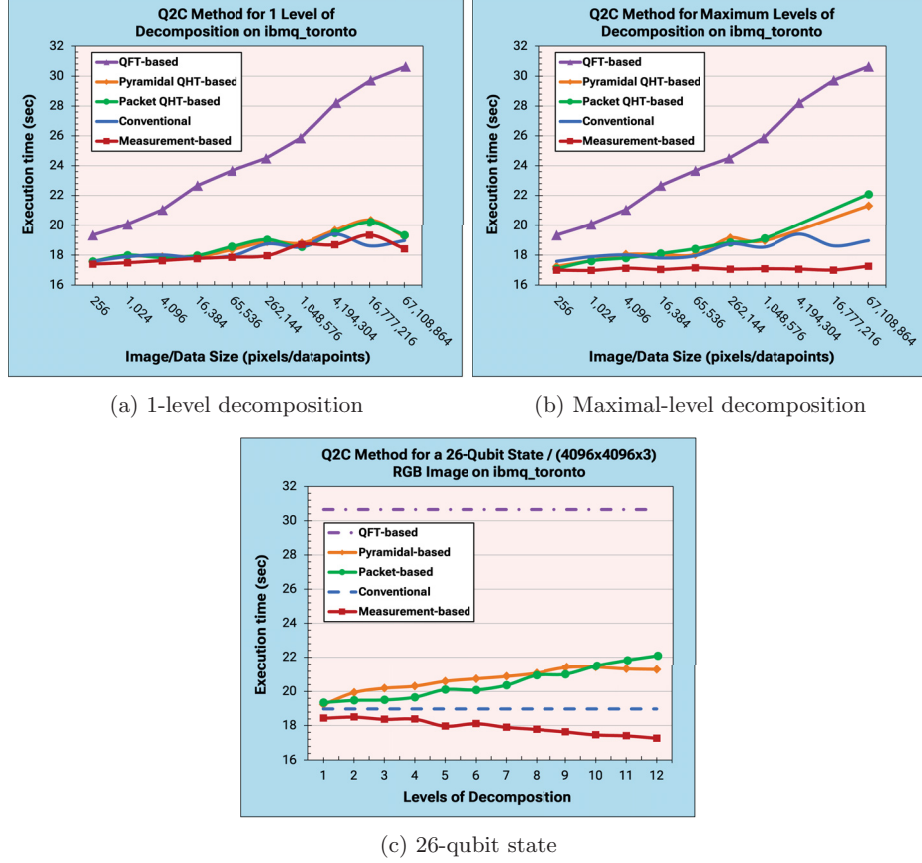 Q2C Method for 1 Level of
Decomposition on ibmq_toronto
32
30
28
26
24
22
20
18
16
Execution time (sec)
QFT-based
Pyramidal QHT-based
Packet QHT-based
Conventional
Measurement-based
256
1,024
4,096
16,384
65,536
262,144
1,048,576
4,194,304
16,777,216
67,108,864
Image/Data Size (pixels/datapoints)
(a) 1-level decomposition
Q2C Method for Maximum Levels of
Decomposition on ibmq_toronto
32
30
28
26
24
22
20
18
16
Execution time (sec)
QFT-based
Pyramidal QHT-based
Packet QHT-based
Conventional
Measurement-based
256
1,024
4,096
16,384
65,536
262,144
1,048,576
4,194,304
16,777,216
67,108,864
Image/Data Size (pixels/datapoints)
(b) Maximal-level decomposition
Q2C Method for a 26-Qubit State / (4096x4096x3)
RGB Image on ibmq_toronto
32
30
28
26
24
22
20
18
16
Execution time (sec)
QFT-based
Pyramidal-based
Packet-based
Conventional
Measurement-based
1 2 3 4 5 6 7 8 9 10 11 12
Levels of Decompostion
(c) 26-qubit state